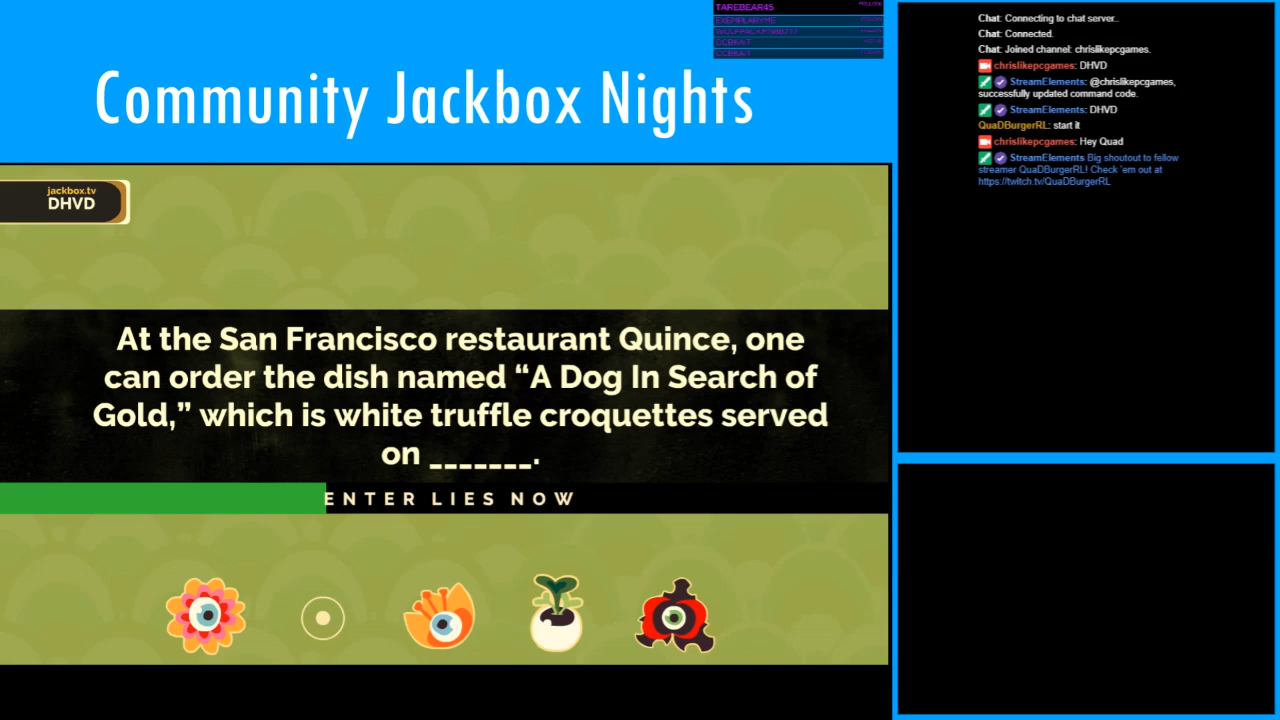 TAREBEAR45
EXEMPLARYME
CCBKAIT
CCBKAIT
Community Jackbox Nights
jackbox.tv
DHVD
At the San Francisco restaurant Quince, one
can order the dish named “A Dog In Search of
Gold,” which is white truffle croquettes served
on _______.
ENTER LIES NOW
Chat: Connecting to chat server..
Chat: Connected.
Chat: Joined channel: chrislikepcgames.
chrislikepcgames: DHVD
StreamElements: @chrislikepcgames,
successfully updated command code.
StreamElements: DHVD
QuaDBurgerRL: start it
chrislikepcgames: Hey Quad
StreamElements Big shoutout to fellow
streamer QuaDBurgerRL! Check 'em out at
https://twitch.tv/QuaDBurgerRL